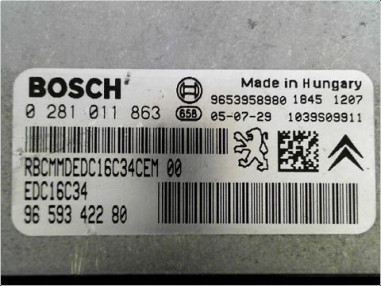 BOSCH
Made in Hungary
9653958980 1845 1207
0 281 011 863
658
05-07-29 1039S09911
RBCMMDEDC16C34CEM 00
EDC16C34
96 593 422 80